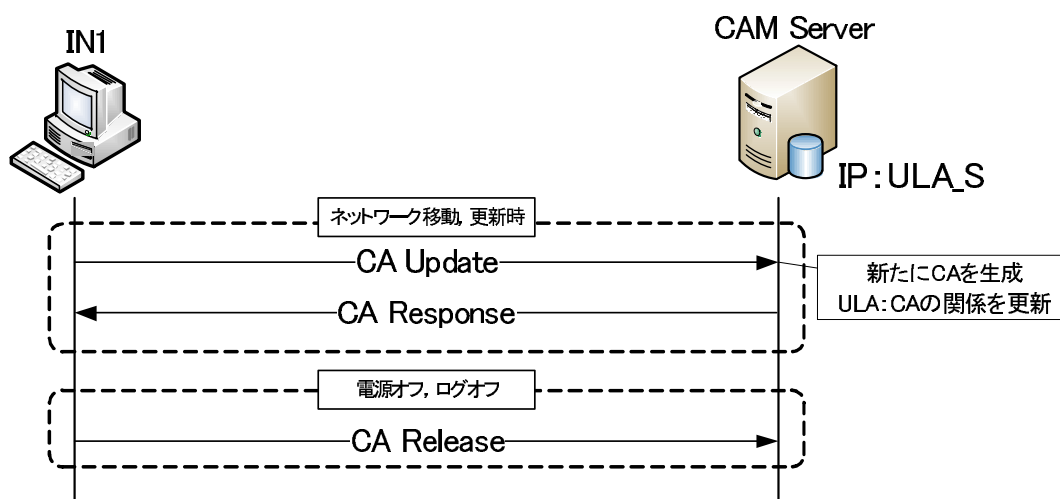 IN1
CAM Server
IP:ULA_S
ネットワーク移動, 更新時
CA Update
新たにCAを生成
ULA:CAの関係を更新
CA Response
電源オフ, ログオフ
CA Release